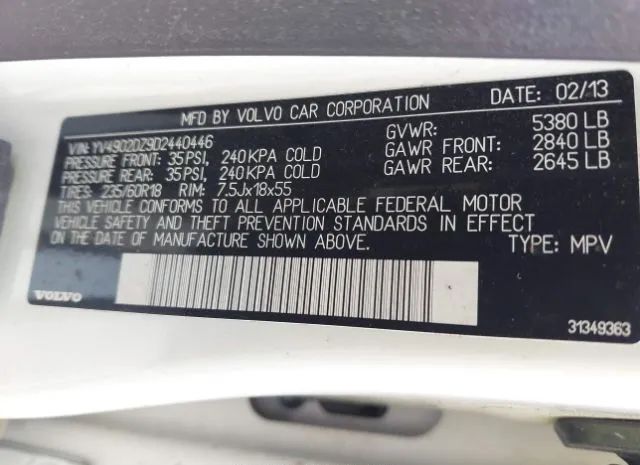 MFD BY VOLVO CAR CORPORATION DATE: 02/13
VIN: YV4902DZ9D2440446
PRESSURE FRONT: 35PSI, 240KPA COLD
PRESSURE REAR: 35PSI, 240KPA COLD
TIRES: 235/60R18 RIM: 7.5Jx18x55
GVWR: 5380 LB
GAWR FRONT: 2840 LB
GAWR REAR: 2645 LB
THIS VEHICLE CONFORMS TO ALL APPLICABLE FEDERAL MOTOR
VEHICLE SAFETY AND THEFT PREVENTION STANDARDS IN EFFECT
ON THE DATE OF MANUFACTURE SHOWN ABOVE.
TYPE: MPV
VOLVO
31349363